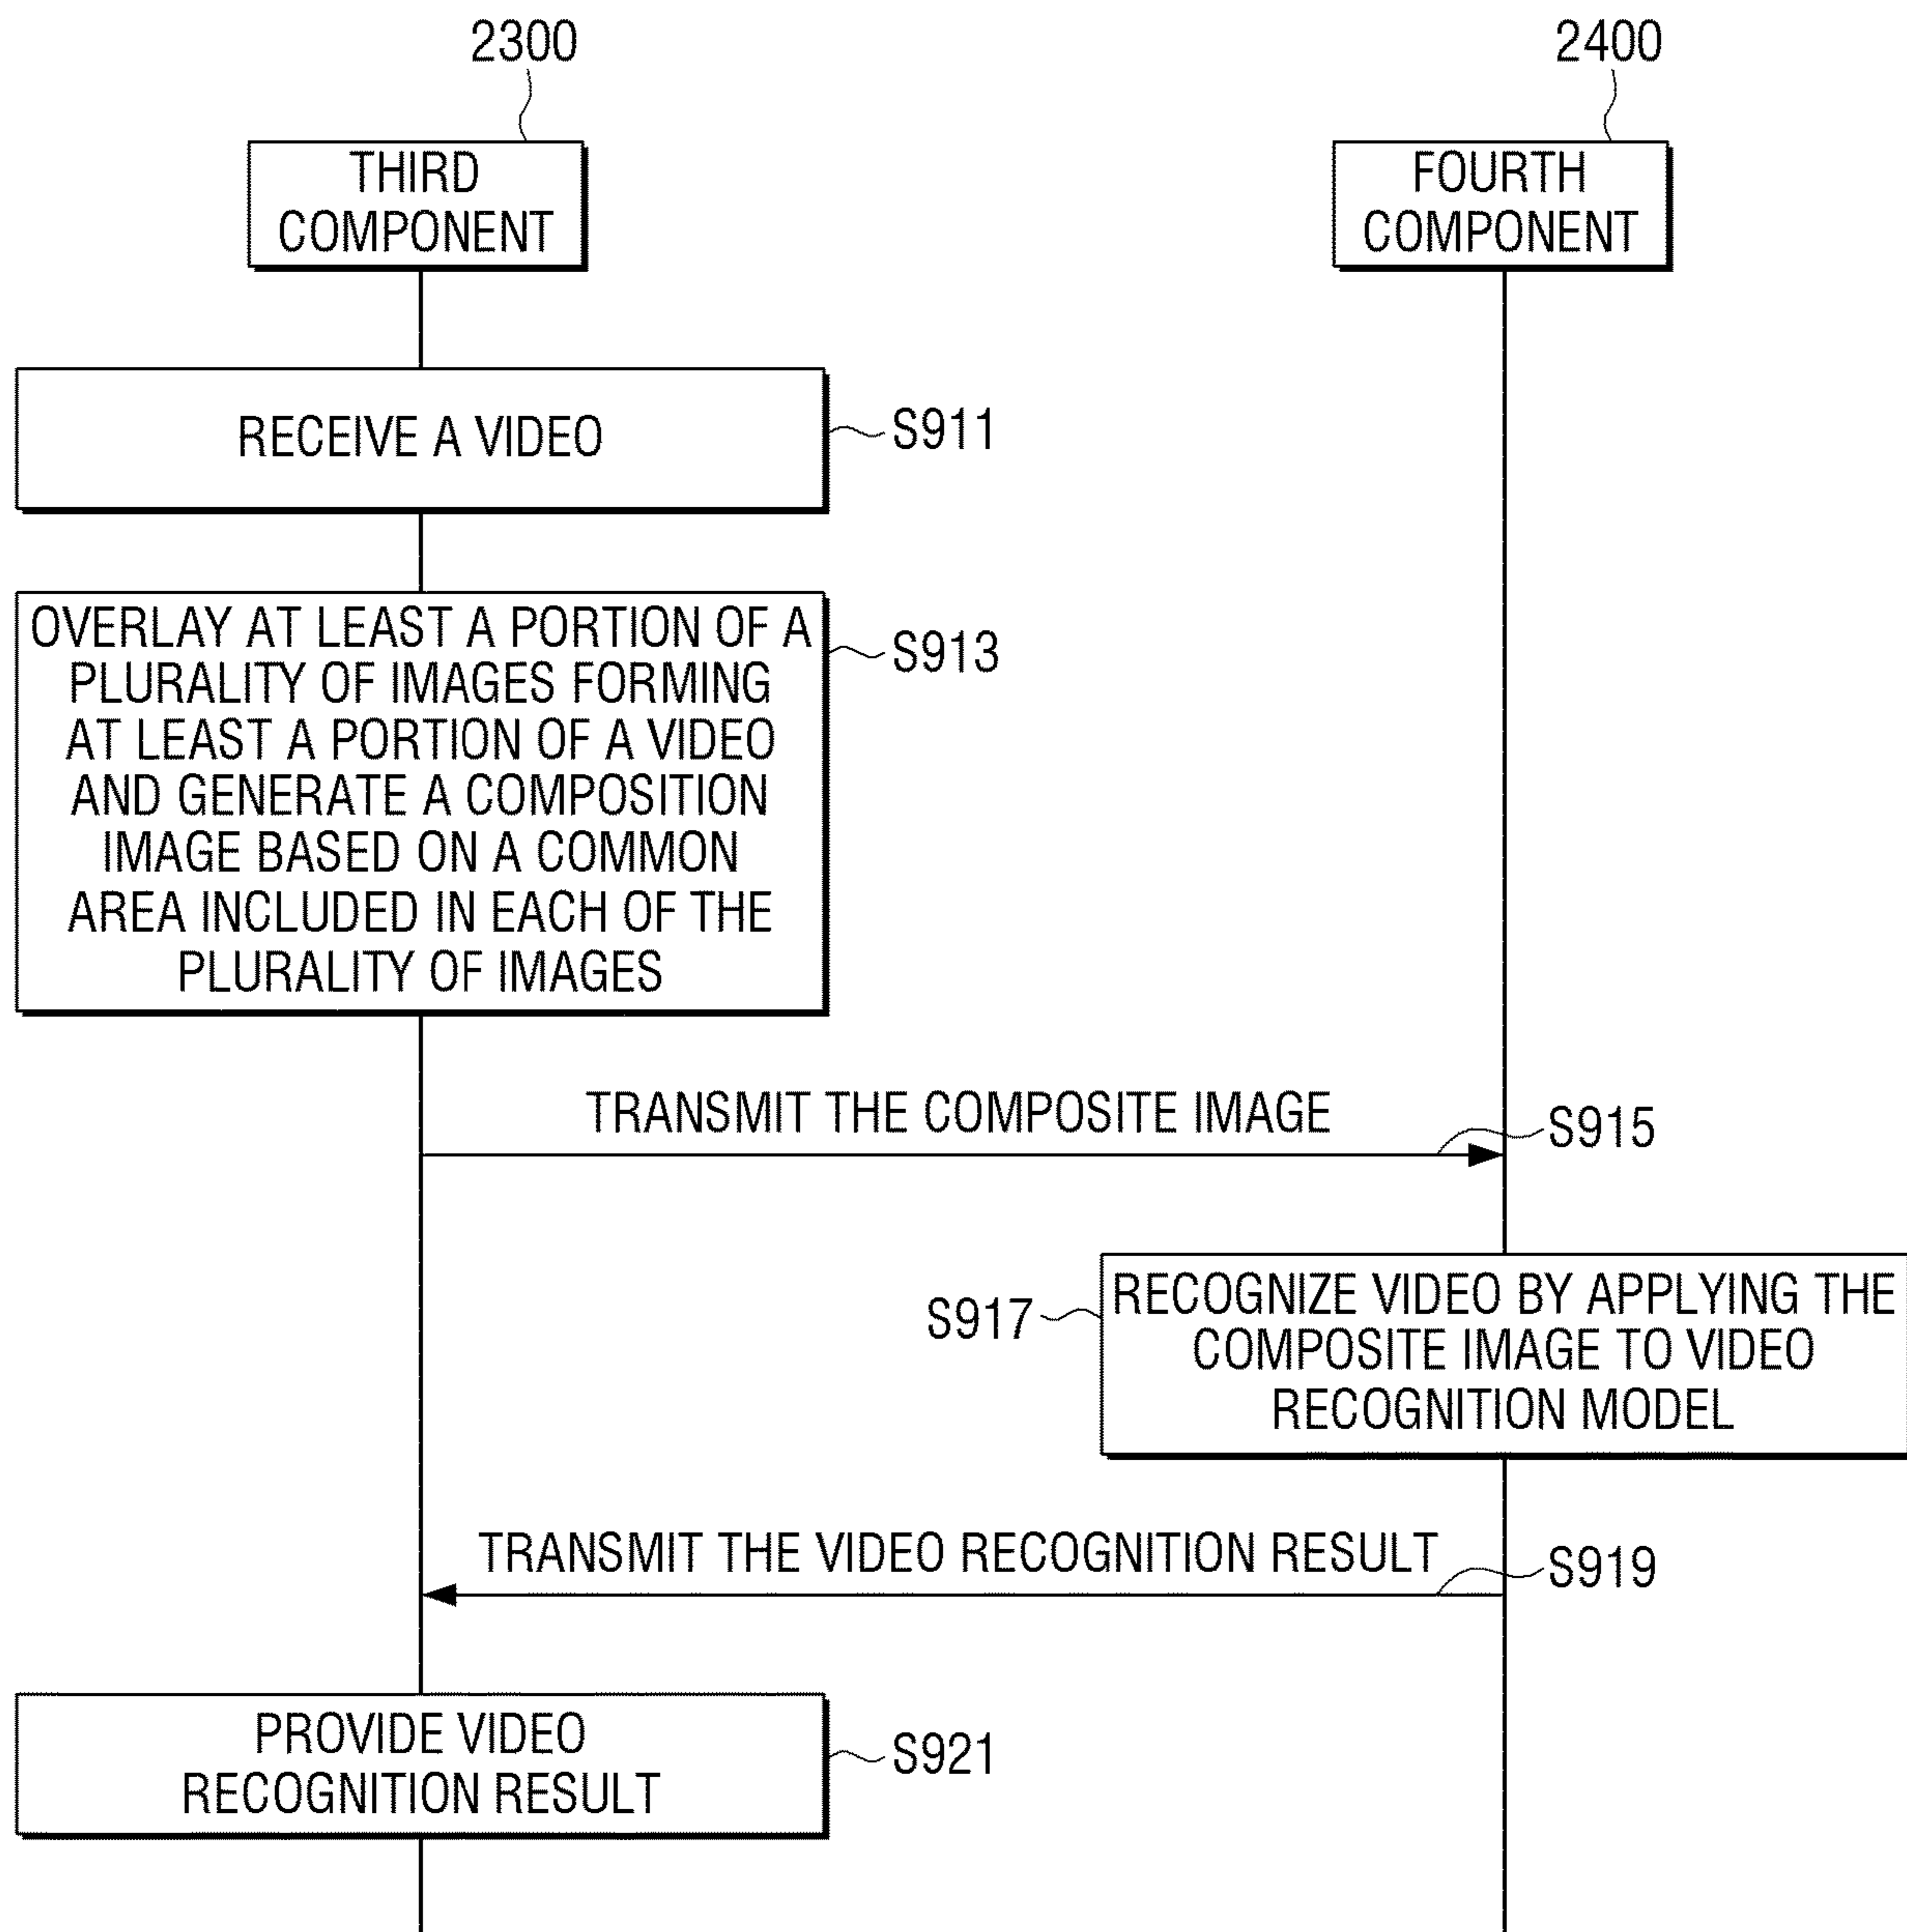 2300
2400
THIRD
COMPONENT
FOURTH
COMPONENT
RECEIVE A VIDEO
S911
OVERLAY AT LEAST A PORTION OF A
PLURALITY OF IMAGES FORMING
AT LEAST A PORTION OF A VIDEO
AND GENERATE A COMPOSITION
IMAGE BASED ON A COMMON
AREA INCLUDED IN EACH OF THE
PLURALITY OF IMAGES
S913
TRANSMIT THE COMPOSITE IMAGE
S915
S917
RECOGNIZE VIDEO BY APPLYING THE
COMPOSITE IMAGE TO VIDEO
RECOGNITION MODEL
TRANSMIT THE VIDEO RECOGNITION RESULT
S919
PROVIDE VIDEO
RECOGNITION RESULT
S921